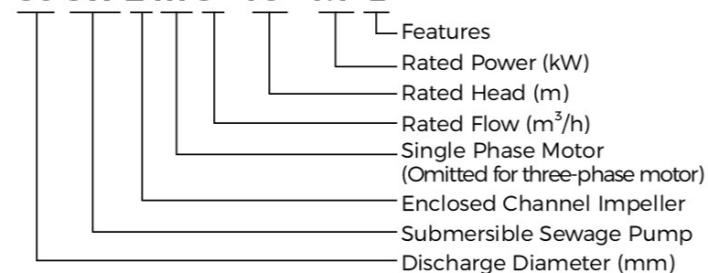 Features
Rated Power (kW)
Rated Head (m)
Rated Flow (m³/h)
Single Phase Motor
(Omitted for three-phase motor)
Enclosed Channel Impeller
Submersible Sewage Pump
Discharge Diameter (mm)